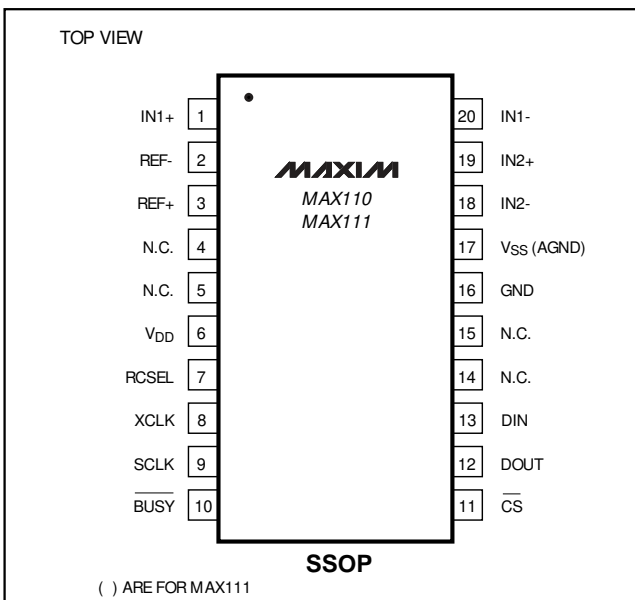 TOP VIEW
IN1+ 1
REF- 2
REF+ 3
N.C. 4
N.C. 5
VDD 6
RCSEL 7
XCLK 8
SCLK 9
BUSY 10
MAXIM
MAX110
MAX111
20 IN1-
19 IN2+
18 IN2-
17 VSS (AGND)
16 GND
15 N.C.
14 N.C.
13 DIN
12 DOUT
11 CS
SSOP
( ) ARE FOR MAX111